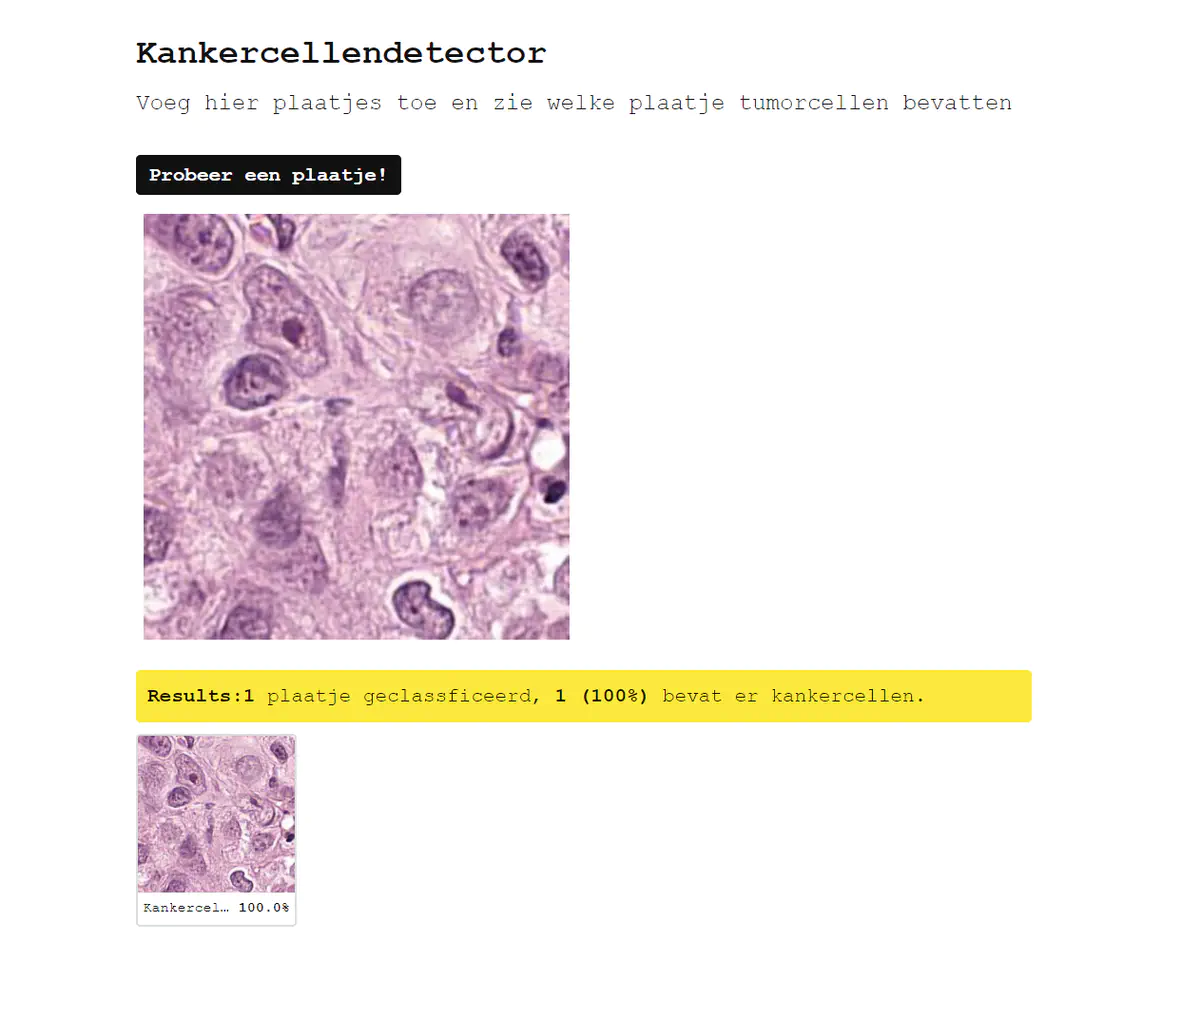 Kankercellendetector
Voeg hier plaatjes toe en zie welke plaatje tumorcellen bevatten
Probeer een plaatje!
Results:1 plaatje geclassficeerd, 1 (100%) bevat er kankercellen.
Kankercel… 100.0%